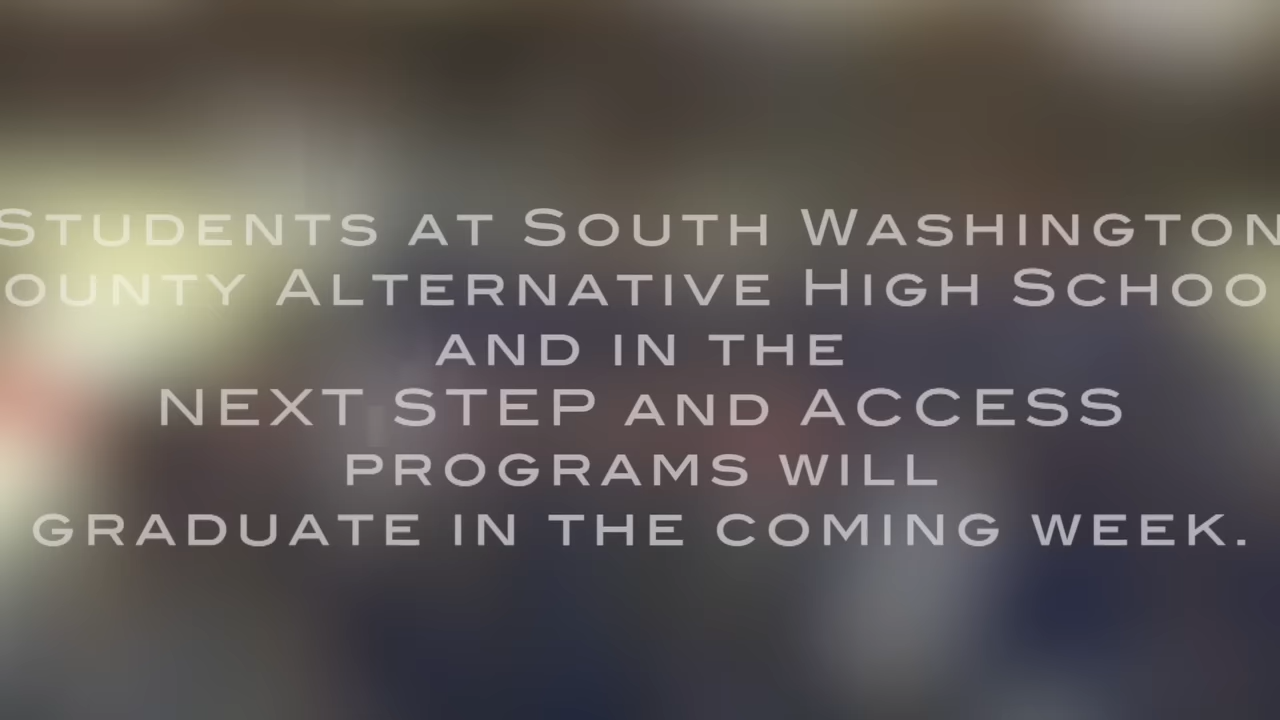 Students at South Washington
ounty Alternative High Schoo
and in the
NEXT STEP and ACCESS
programs will
graduate in the coming week.